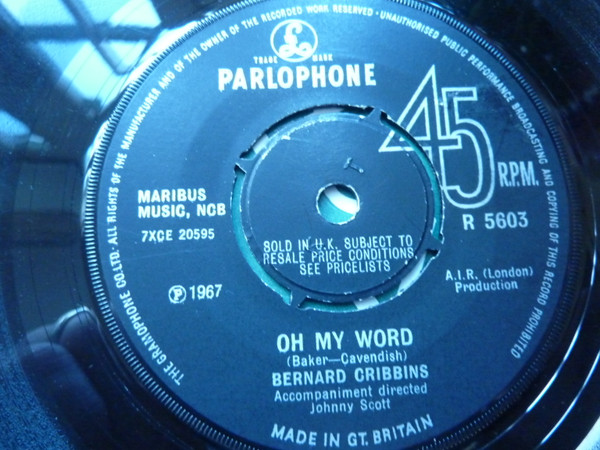 THE GRAMOPHONE CO.LTD. ALL RIGHTS OF THE MANUFACTURER AND OF THE OWNER OF THE RECORDED WORK RESERVED · UNAUTHORISED PUBLIC PERFORMANCE BROADCASTING AND COPYING OF THIS RECORD PROHIBITED
£
TRADE MARK
PARLOPHONE
45
R.P.M.
R 5603
MARIBUS
MUSIC, NCB
7XCE 20595
SOLD IN U.K. SUBJECT TO
RESALE PRICE CONDITIONS,
SEE PRICELISTS
T
Ⓟ 1967
A.I.R. (London)
Production
OH MY WORD
(Baker—Cavendish)
BERNARD CRIBBINS
Accompaniment directed
Johnny Scott
MADE IN GT. BRITAIN